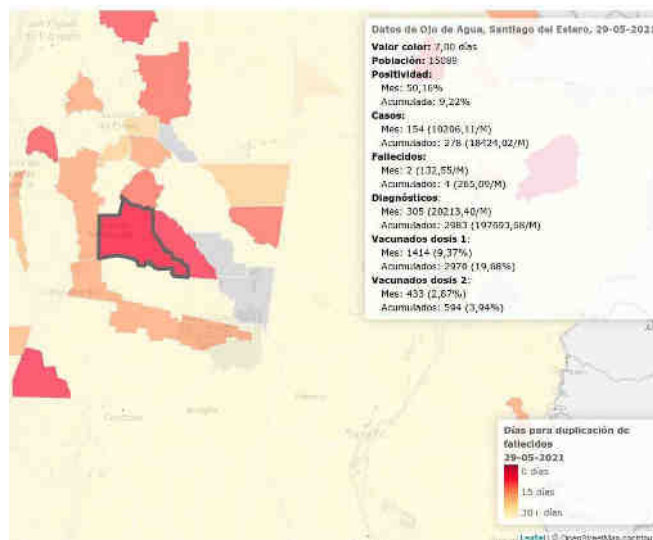 Datos de Ojo de Agua, Santiago del Estero, 29-05-2021
Valor color: 7,00 días
Población: 15089
Positividad:
Mes: 50,16%
Acumulada: 9,22%
Casos:
Mes: 154 (10206,11/M)
Acumulados: 278 (18424,02/M)
Fallecidos:
Mes: 2 (132,55/M)
Acumulados: 4 (265,09/M)
Diagnósticos:
Mes: 305 (20213,40/M)
Acumulados: 2983 (197693,68/M)
Vacunados dosis 1:
Mes: 1414 (9,37%)
Acumulados: 2970 (19,68%)
Vacunados dosis 2:
Mes: 433 (2,87%)
Acumulados: 594 (3,94%)
Días para duplicación de
fallecidos
29-05-2021
0 días
15 días
30+ días
Leaflet | © OpenStreetMap